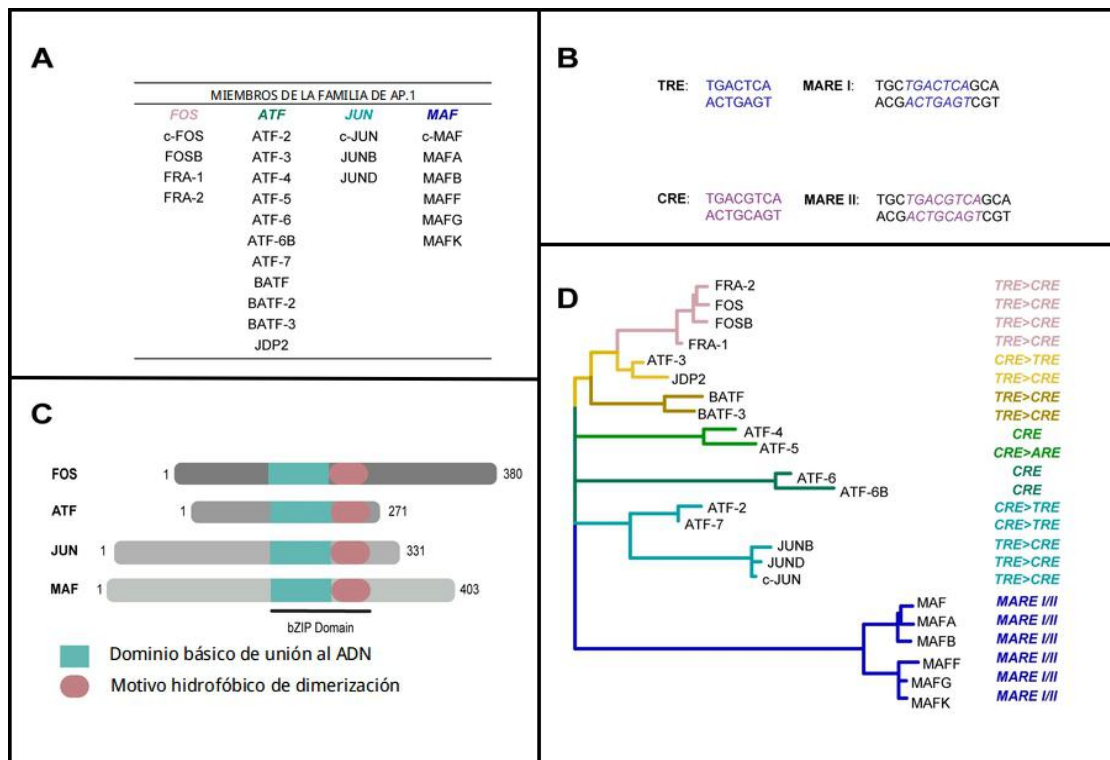 A
MIEMBROS DE LA FAMILIA DE AP.1
FOS ATF JUN MAF
c-FOS ATF-2 c-JUN c-MAF
FOSB ATF-3 JUNB MAFA
FRA-1 ATF-4 JUND MAFB
FRA-2 ATF-5 MAFF
ATF-6 MAFG
ATF-6B MAFK
ATF-7
BATF
BATF-2
BATF-3
JDP2
B
TRE: TGACTCA MARE I: TGCTGACTCAGCA
ACTGAGT ACGACTGAGTCGT
CRE: TGACGTCA MARE II: TGCTGACGTCAGCA
ACTGCAGT ACGACTGCAGTCGT
C
FOS 1 380
ATF 1 271
JUN 1 331
MAF 1 403
bZIP Domain
Dominio básico de unión al ADN
Motivo hidrofóbico de dimerización
D
FRA-2 TRE>CRE
FOS TRE>CRE
FOSB TRE>CRE
FRA-1 TRE>CRE
ATF-3 CRE>TRE
JDP2 TRE>CRE
BATF TRE>CRE
BATF-3 TRE>CRE
ATF-4 CRE
ATF-5 CRE>ARE
ATF-6 CRE
ATF-6B CRE
ATF-2 CRE>TRE
ATF-7 CRE>TRE
JUNB TRE>CRE
JUND TRE>CRE
c-JUN TRE>CRE
MAF MARE I/II
MAFA MARE I/II
MAFB MARE I/II
MAFF MARE I/II
MAFG MARE I/II
MAFK MARE I/II